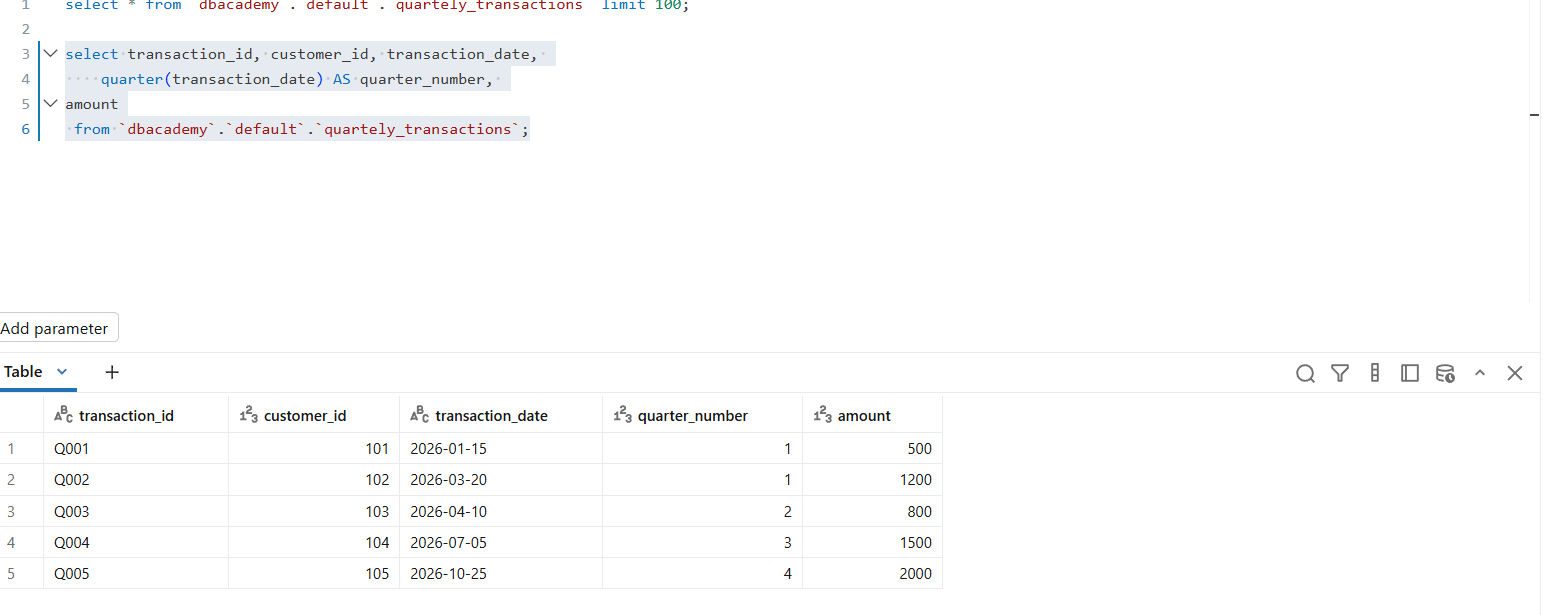 1 select * from `dbacademy`.`default`.`quartely_transactions` limit 100;
2
3 select transaction_id, customer_id, transaction_date,
4 quarter(transaction_date) AS quarter_number,
5 amount
6 from `dbacademy`.`default`.`quartely_transactions`;
Add parameter
Table +
transaction_id customer_id transaction_date quarter_number amount
1 Q001 101 2026-01-15 1 500
2 Q002 102 2026-03-20 1 1200
3 Q003 103 2026-04-10 2 800
4 Q004 104 2026-07-05 3 1500
5 Q005 105 2026-10-25 4 2000